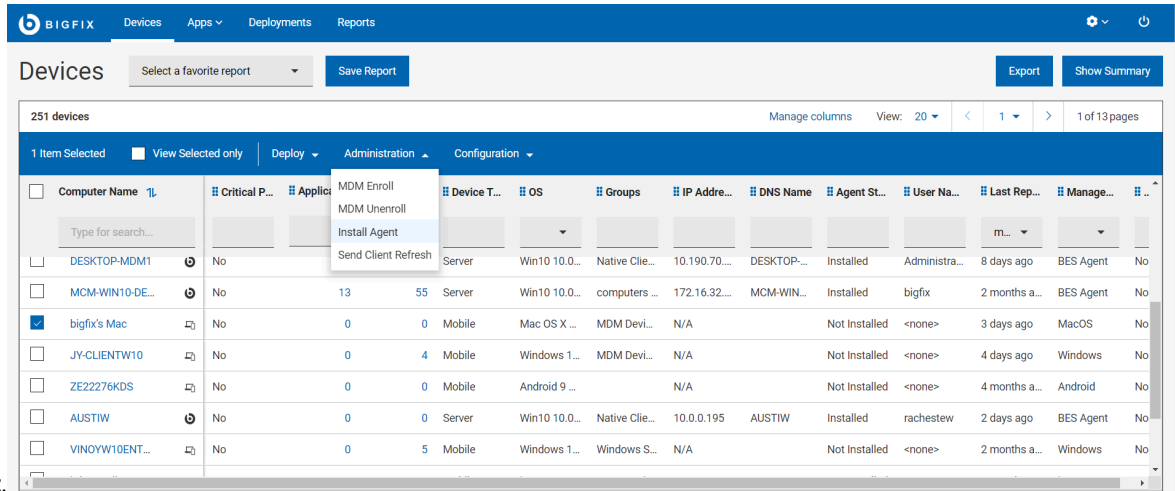 BIGFIX Devices Apps Deployments Reports
Devices Select a favorite report Save Report Export Show Summary
251 devices Manage columns View: 20 1 1 of 13 pages
1 Item Selected View Selected only Deploy Administration Configuration
MDM Enroll
MDM Unenroll
Install Agent
Send Client Refresh
Computer Name Critical P... Applica Device T... OS Groups IP Addre... DNS Name Agent St... User Na... Last Rep... Manage...
Type for search... m...
DESKTOP-MDM1 No Server Win10 10.0... Native Clie... 10.190.70.... DESKTOP-... Installed Administra... 8 days ago BES Agent No
MCM-WIN10-DE... No 13 55 Server Win10 10.0... computers ... 172.16.32.... MCM-WIN... Installed bigfix 2 months a... BES Agent No
bigfix's Mac No 0 0 Mobile Mac OS X ... MDM Devi... N/A Not Installed <none> 3 days ago MacOS No
JY-CLIENTW10 No 0 4 Mobile Windows 1... MDM Devi... N/A Not Installed <none> 4 days ago Windows No
ZE22276KDS No 0 0 Mobile Android 9 ... N/A Not Installed <none> 4 months a... Android No
AUSTIW No 0 0 Server Win10 10.0... Native Clie... 10.0.0.195 AUSTIW Installed rachestew 2 days ago BES Agent No
VINOYW10ENT... No 0 5 Mobile Windows 1... Windows S... N/A Not Installed <none> 2 months a... Windows No